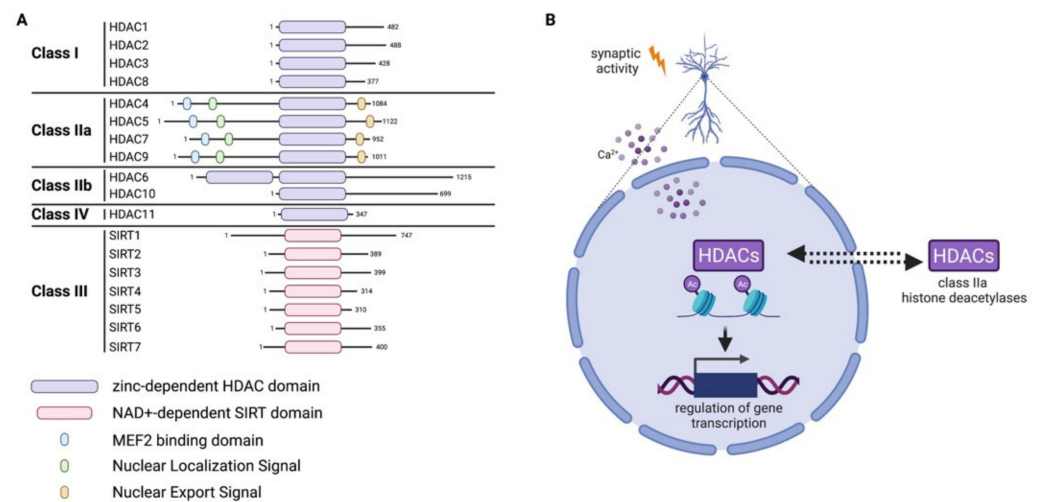 A
Class I
HDAC1 1 482
HDAC2 1 488
HDAC3 1 428
HDAC8 1 377
Class IIa
HDAC4 1 1084
HDAC5 1 1122
HDAC7 1 952
HDAC9 1 1011
Class IIb
HDAC6 1 1215
HDAC10 1 699
Class IV
HDAC11 1 347
Class III
SIRT1 1 747
SIRT2 1 389
SIRT3 1 399
SIRT4 1 314
SIRT5 1 310
SIRT6 1 355
SIRT7 1 400
zinc-dependent HDAC domain
NAD+-dependent SIRT domain
MEF2 binding domain
Nuclear Localization Signal
Nuclear Export Signal
B
synaptic
activity
Ca²⁺
HDACs
Ac Ac
regulation of gene
transcription
HDACs
class IIa
histone deacetylases